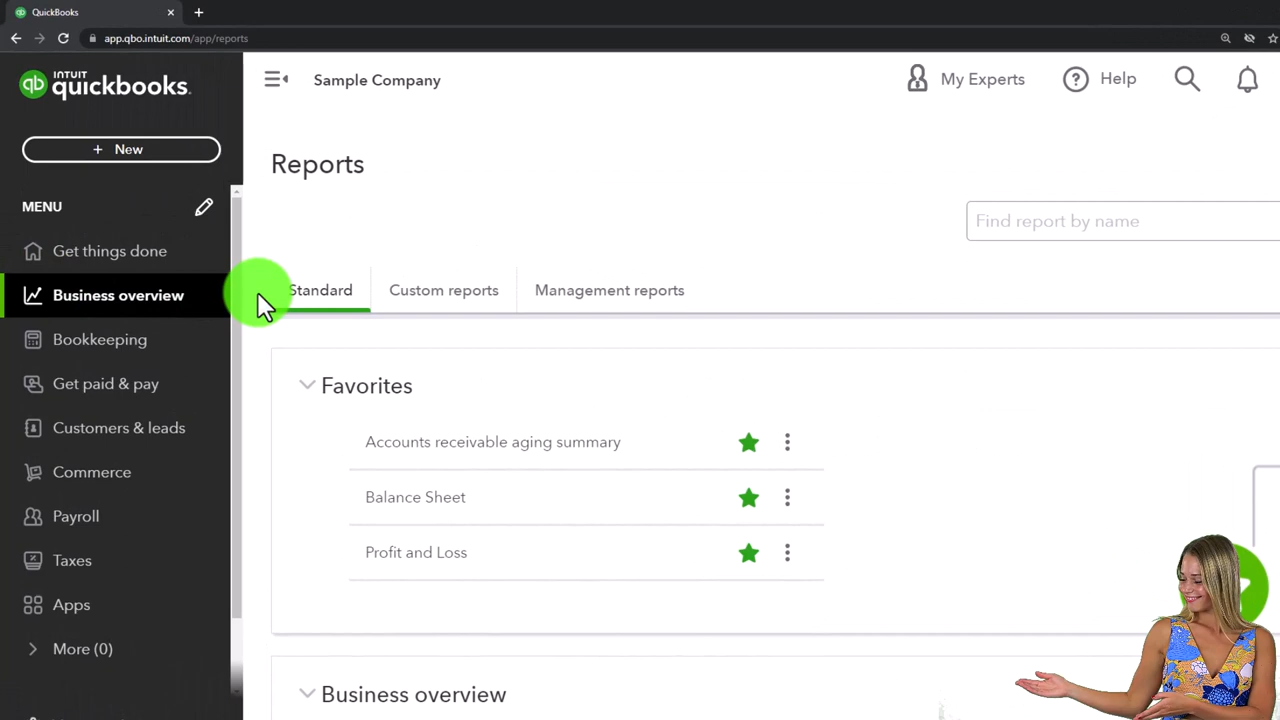 QuickBooks
app.qbo.intuit.com/app/reports
INTUIT
qb quickbooks.
Sample Company
My Experts
Help
+ New
Reports
MENU
Find report by name
Get things done
Business overview
Bookkeeping
Get paid & pay
Customers & leads
Commerce
Payroll
Taxes
Apps
More (0)
Standard
Custom reports
Management reports
Favorites
Accounts receivable aging summary
Balance Sheet
Profit and Loss
Business overview